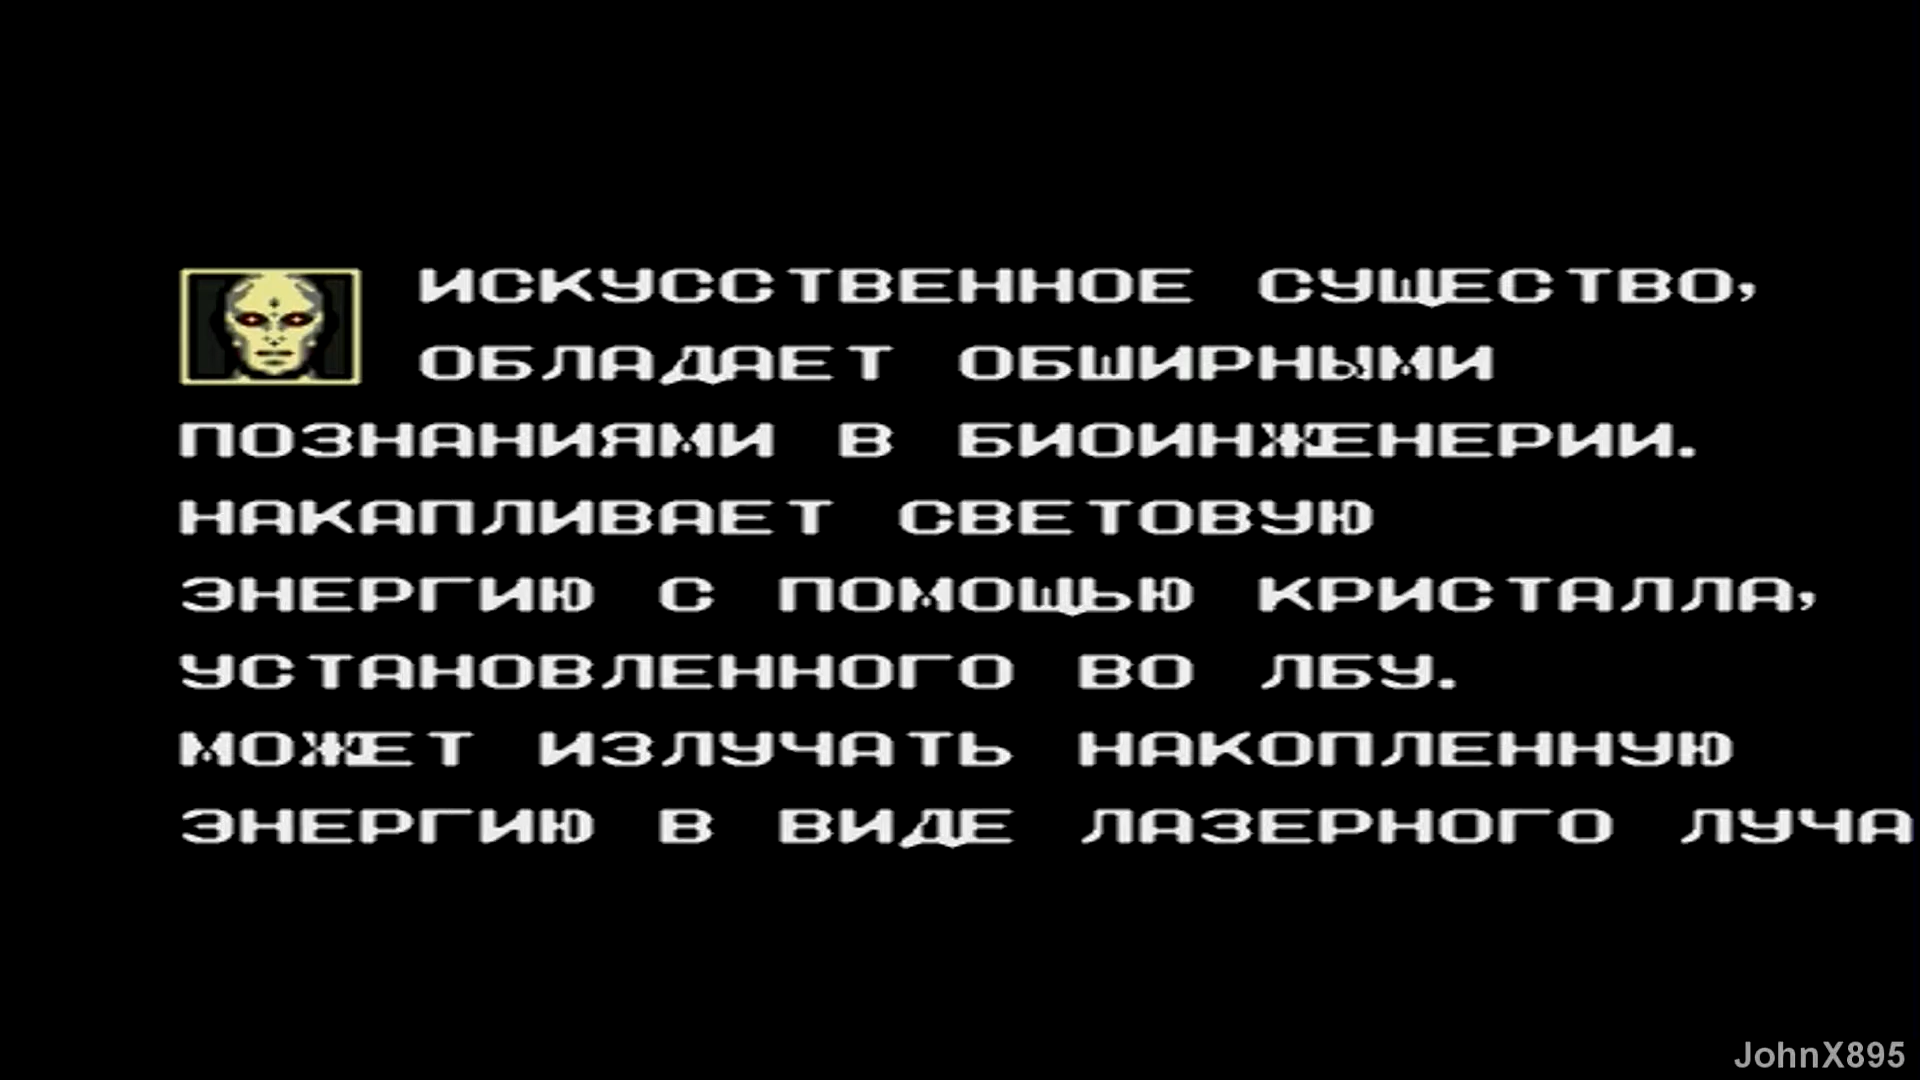 ИСКУССТВЕННОЕ СУЩЕСТВО,
ОБЛАДАЕТ ОБШИРНЫМИ
ПОЗНАНИЯМИ В БИОИНЖЕНЕРИИ.
НАКАПЛИВАЕТ СВЕТОВУЮ
ЭНЕРГИЮ С ПОМОЩЬЮ КРИСТАЛЛА,
УСТАНОВЛЕННОГО ВО ЛБУ.
МОЖЕТ ИЗЛУЧАТЬ НАКОПЛЕННУЮ
ЭНЕРГИЮ В ВИДЕ ЛАЗЕРНОГО ЛУЧА
JohnX895